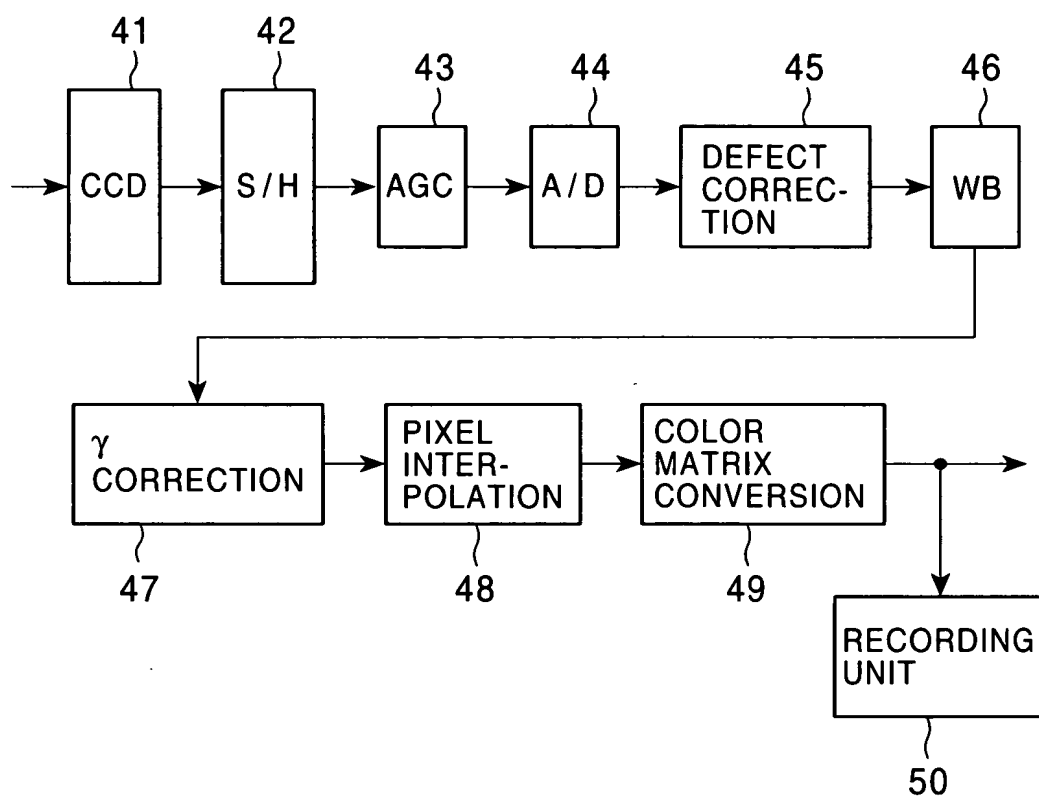 41
42
43
44
45
46
CCD
S/H
AGC
A/D
DEFECT
CORREC-
TION
WB
γ
CORRECTION
PIXEL
INTER-
POLATION
COLOR
MATRIX
CONVERSION
47
48
49
RECORDING
UNIT
50